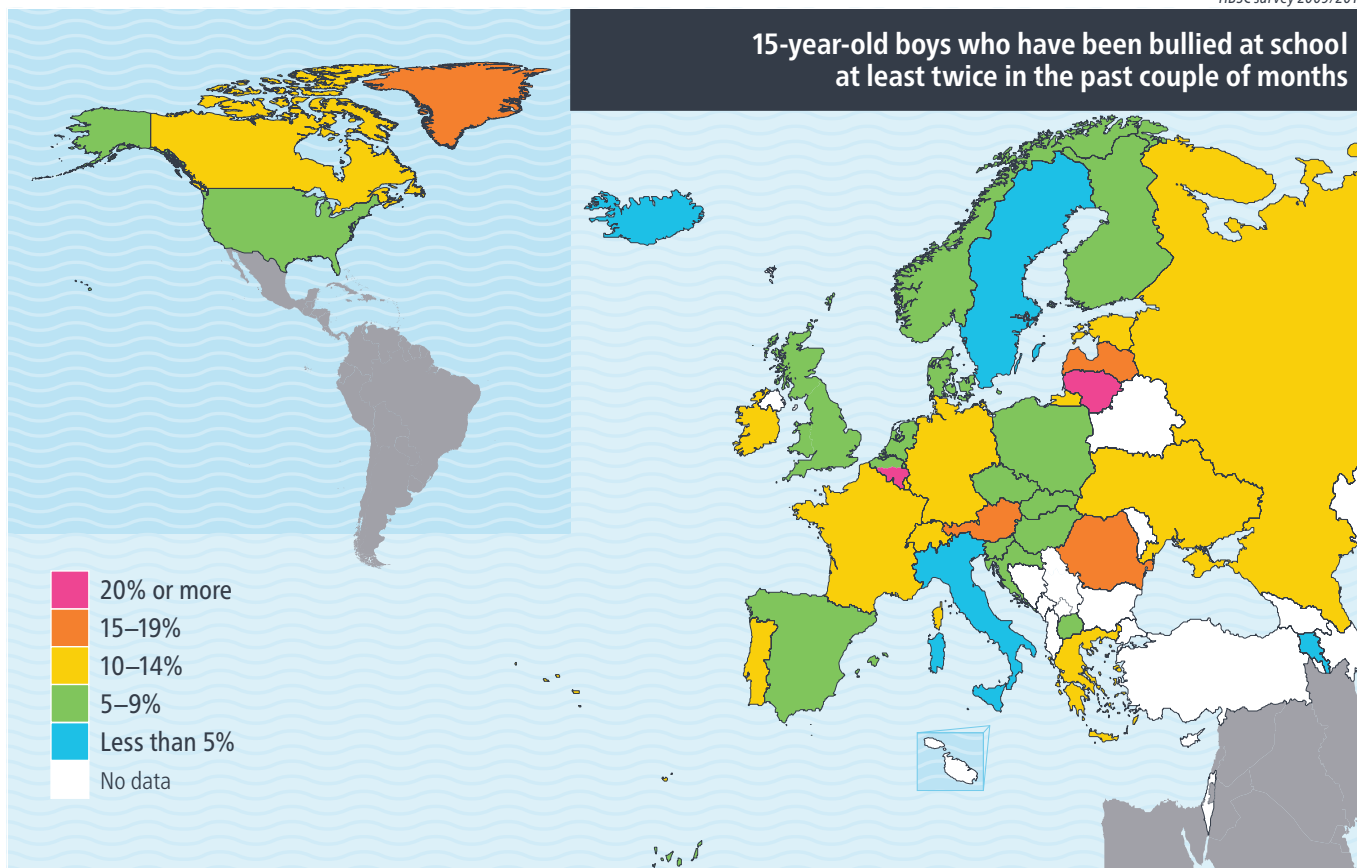 15-year-old boys who have been bullied at school
at least twice in the past couple of months
20% or more
15–19%
10–14%
5–9%
Less than 5%
No data